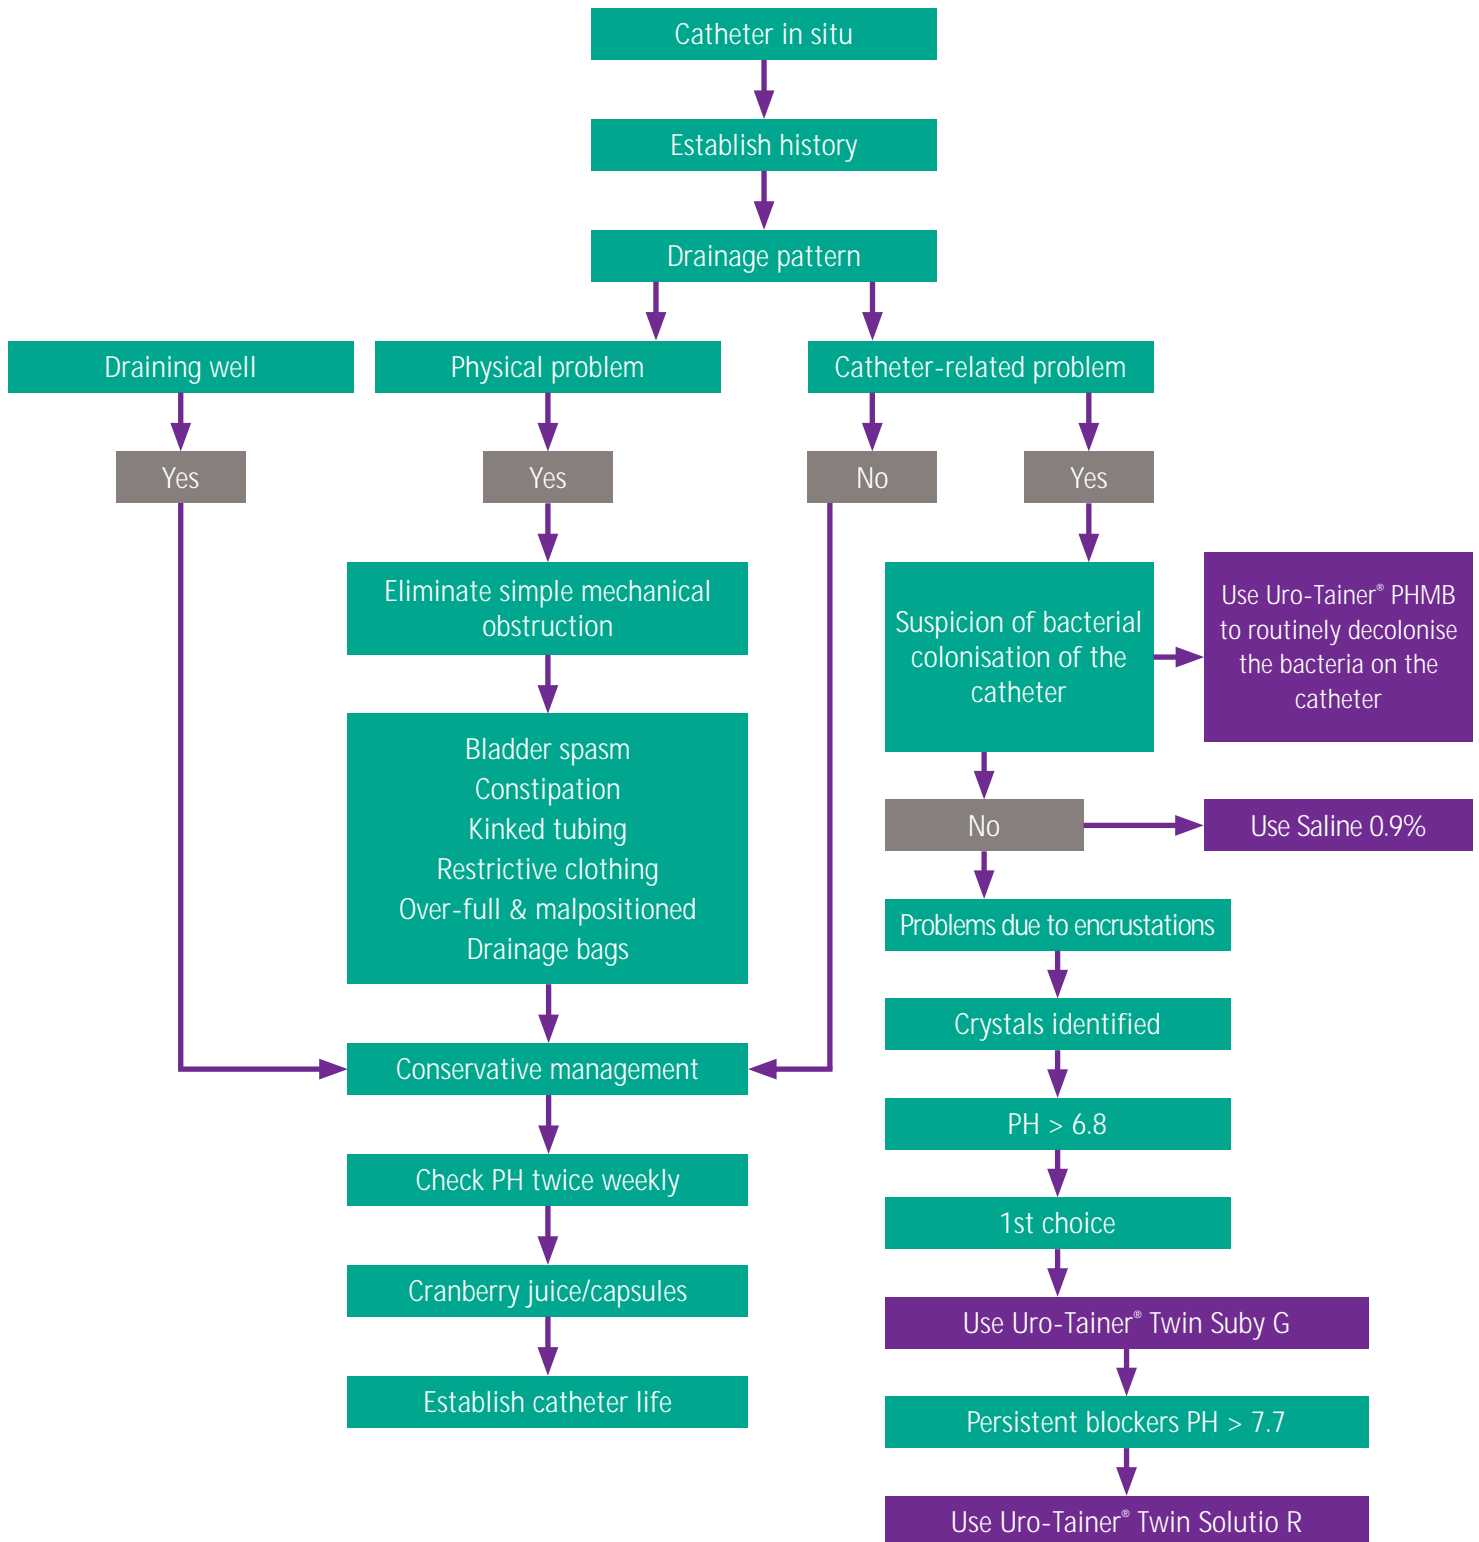 Catheter in situ
Establish history
Drainage pattern
Draining well
Physical problem
Catheter-related problem
Yes
Yes
No
Yes
Eliminate simple mechanical
obstruction
Suspicion of bacterial
colonisation of the
catheter
Use Uro-Tainer® PHMB
to routinely decolonise
the bacteria on the
catheter
Bladder spasm
Constipation
Kinked tubing
Restrictive clothing
Over-full & malpositioned
Drainage bags
No
Use Saline 0.9%
Problems due to encrustations
Crystals identified
Conservative management
PH > 6.8
Check PH twice weekly
1st choice
Cranberry juice/capsules
Use Uro-Tainer® Twin Suby G
Establish catheter life
Persistent blockers PH > 7.7
Use Uro-Tainer® Twin Solutio R